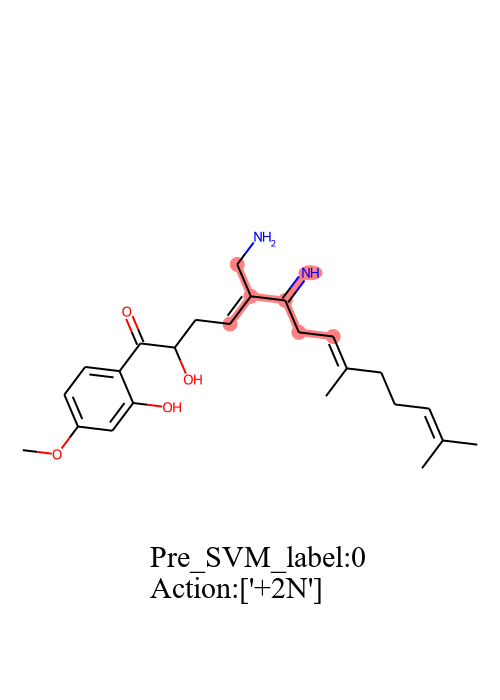 NH2
NH
O
OH
OH
O
Pre_SVM_label:0
Action:['+2N']